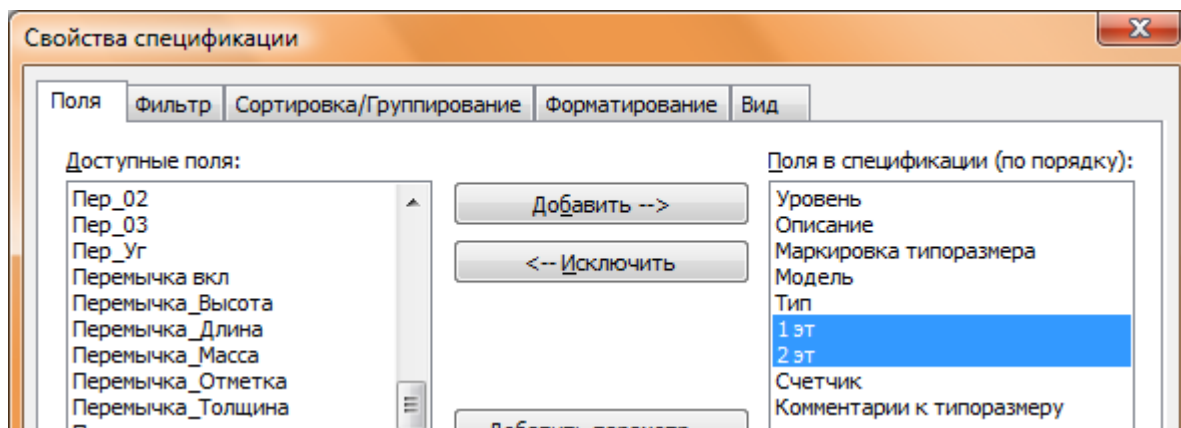 Свойства спецификации
Поля Фильтр Сортировка/Группирование Форматирование Вид
Доступные поля:
Пер_02
Пер_03
Пер_Уг
Перемычка вкл
Перемычка_Высота
Перемычка_Длина
Перемычка_Масса
Перемычка_Отметка
Перемычка_Толщина
Добавить -->
<-- Исключить
Добавить параметр
Поля в спецификации (по порядку):
Уровень
Описание
Маркировка типоразмера
Модель
Тип
1 эт
2 эт
Счетчик
Комментарии к типоразмеру